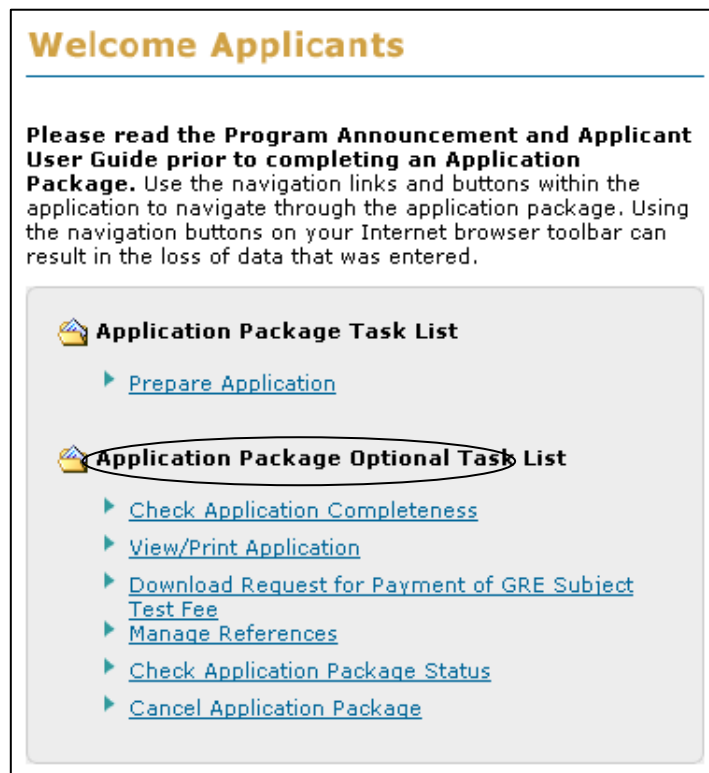 Welcome Applicants
Please read the Program Announcement and Applicant
User Guide prior to completing an Application
Package. Use the navigation links and buttons within the
application to navigate through the application package. Using
the navigation buttons on your Internet browser toolbar can
result in the loss of data that was entered.
Application Package Task List
Prepare Application
Application Package Optional Task List
Check Application Completeness
View/Print Application
Download Request for Payment of GRE Subject
Test Fee
Manage References
Check Application Package Status
Cancel Application Package